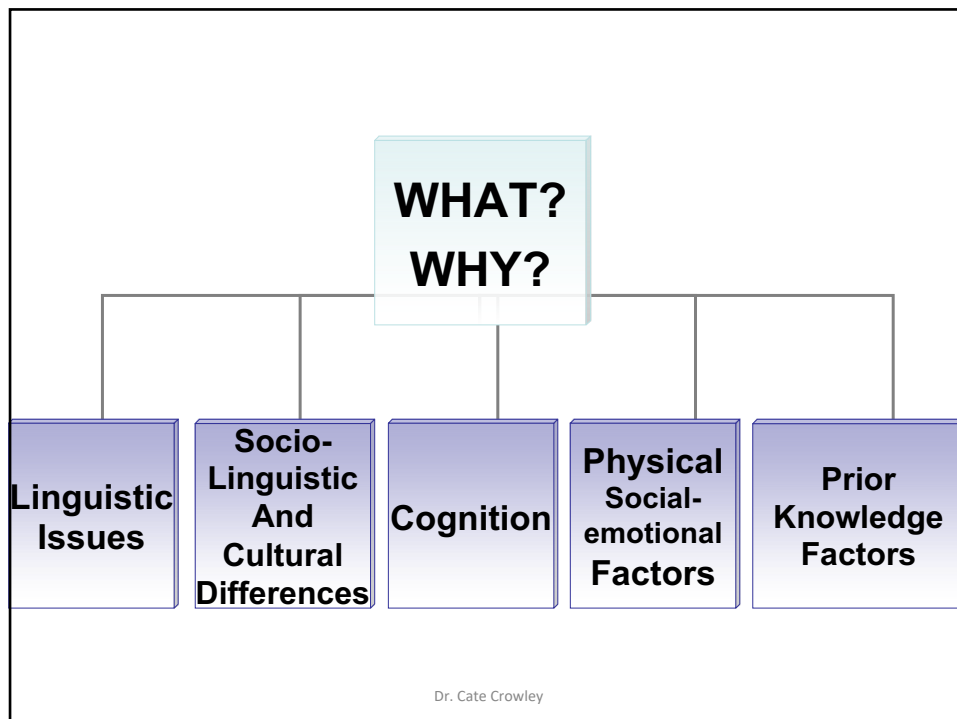 WHAT?
WHY?
Linguistic
Issues
Socio-
Linguistic
And
Cultural
Differences
Cognition
Physical
Social-
emotional
Factors
Prior
Knowledge
Factors
Dr. Cate Crowley